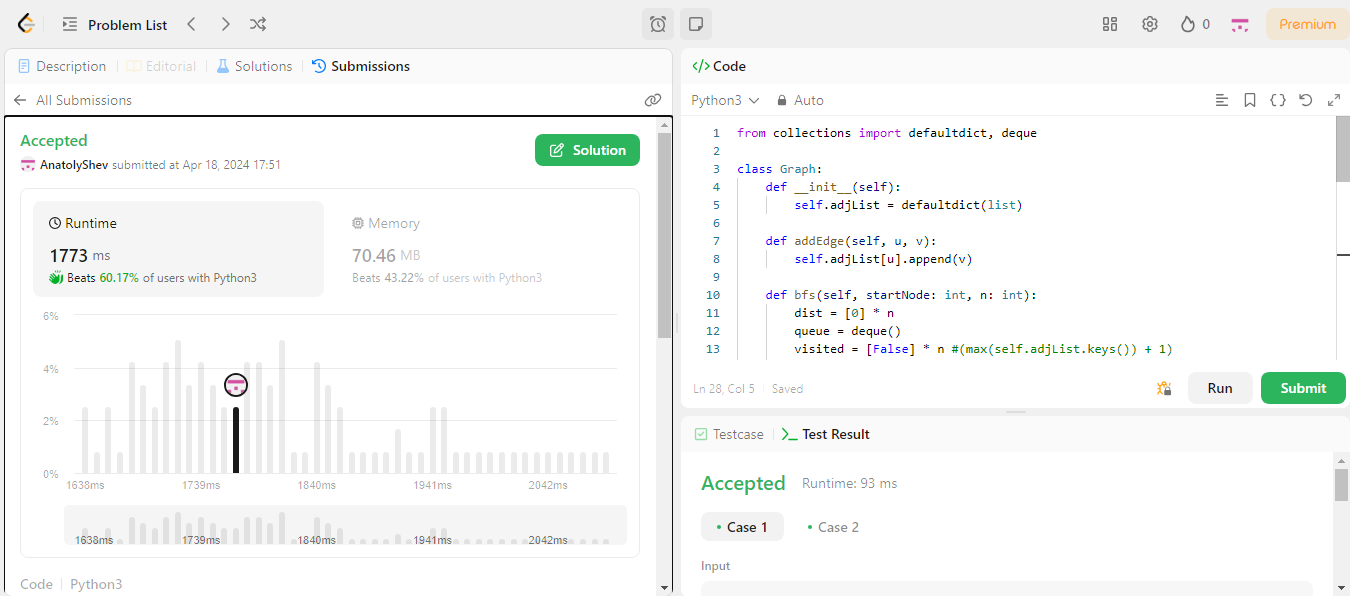 Problem List
0
Premium
Description
Editorial
Solutions
Submissions
All Submissions
Accepted
AnatolyShev submitted at Apr 18, 2024 17:51
Solution
Runtime
1773 ms
Beats 60.17% of users with Python3
Memory
70.46 MB
Beats 43.22% of users with Python3
6%
4%
2%
0%
1638ms 1739ms 1840ms 1941ms 2042ms
1638ms 1739ms 1840ms 1941ms 2042ms
Code Python3
</> Code
Python3 Auto
1 from collections import defaultdict, deque
2
3 class Graph:
4 def __init__(self):
5 self.adjList = defaultdict(list)
6
7 def addEdge(self, u, v):
8 self.adjList[u].append(v)
9
10 def bfs(self, startNode: int, n: int):
11 dist = [0] * n
12 queue = deque()
13 visited = [False] * n #(max(self.adjList.keys()) + 1)
Ln 28, Col 5 Saved
Run
Submit
Testcase
Test Result
Accepted Runtime: 93 ms
• Case 1 • Case 2
Input